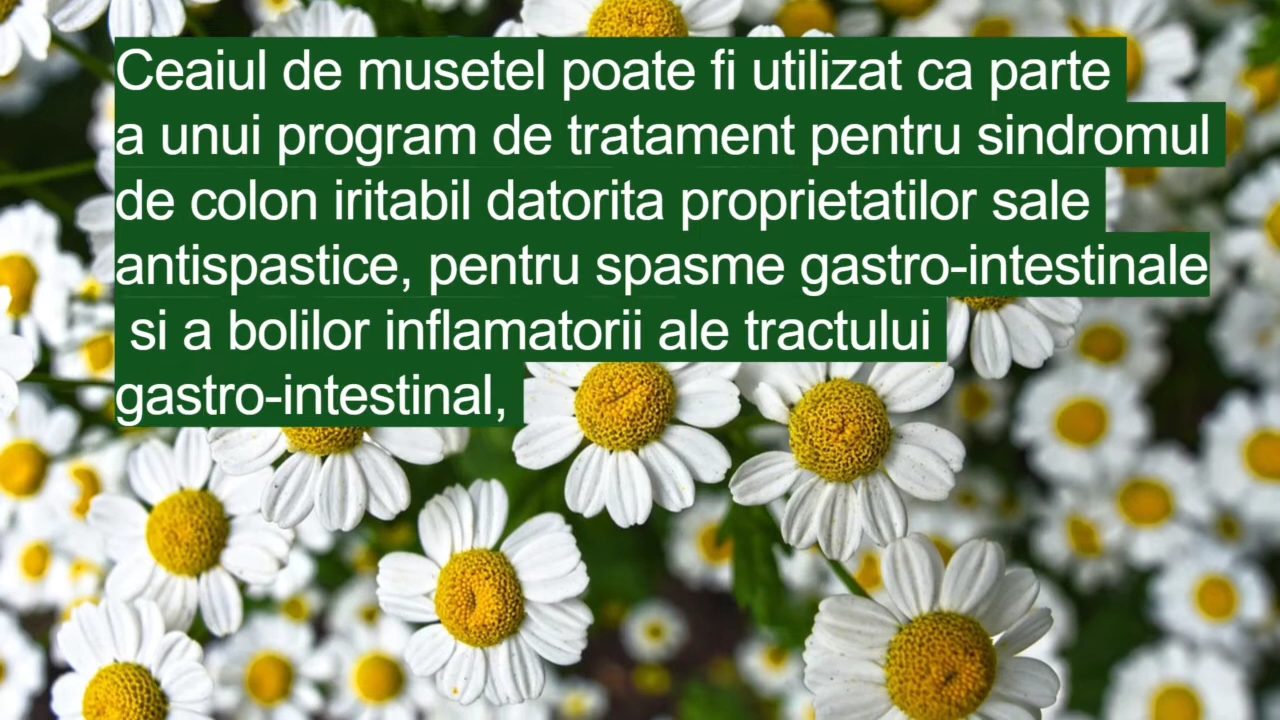 Ceaiul de musetel poate fi utilizat ca parte
a unui program de tratament pentru sindromul
de colon iritabil datorita proprietatilor sale
antispastice, pentru spasme gastro-intestinale
si a bolilor inflamatorii ale tractului
gastro-intestinal,